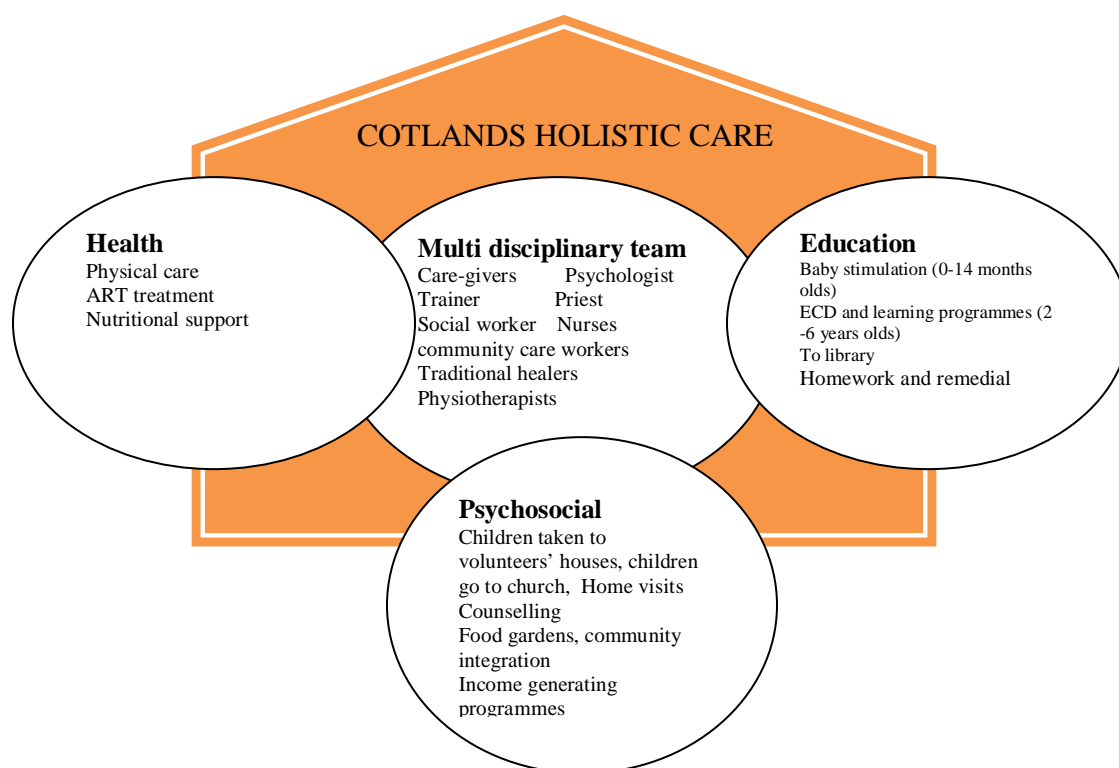 COTLANDS HOLISTIC CARE
Health
Physical care
ART treatment
Nutritional support
Multi disciplinary team
Care-givers Psychologist
Trainer Priest
Social worker Nurses
community care workers
Traditional healers
Physiotherapists
Education
Baby stimulation (0-14 months
olds)
ECD and learning programmes (2
-6 years olds)
To library
Homework and remedial
Psychosocial
Children taken to
volunteers’ houses, children
go to church, Home visits
Counselling
Food gardens, community
integration
Income generating
programmes